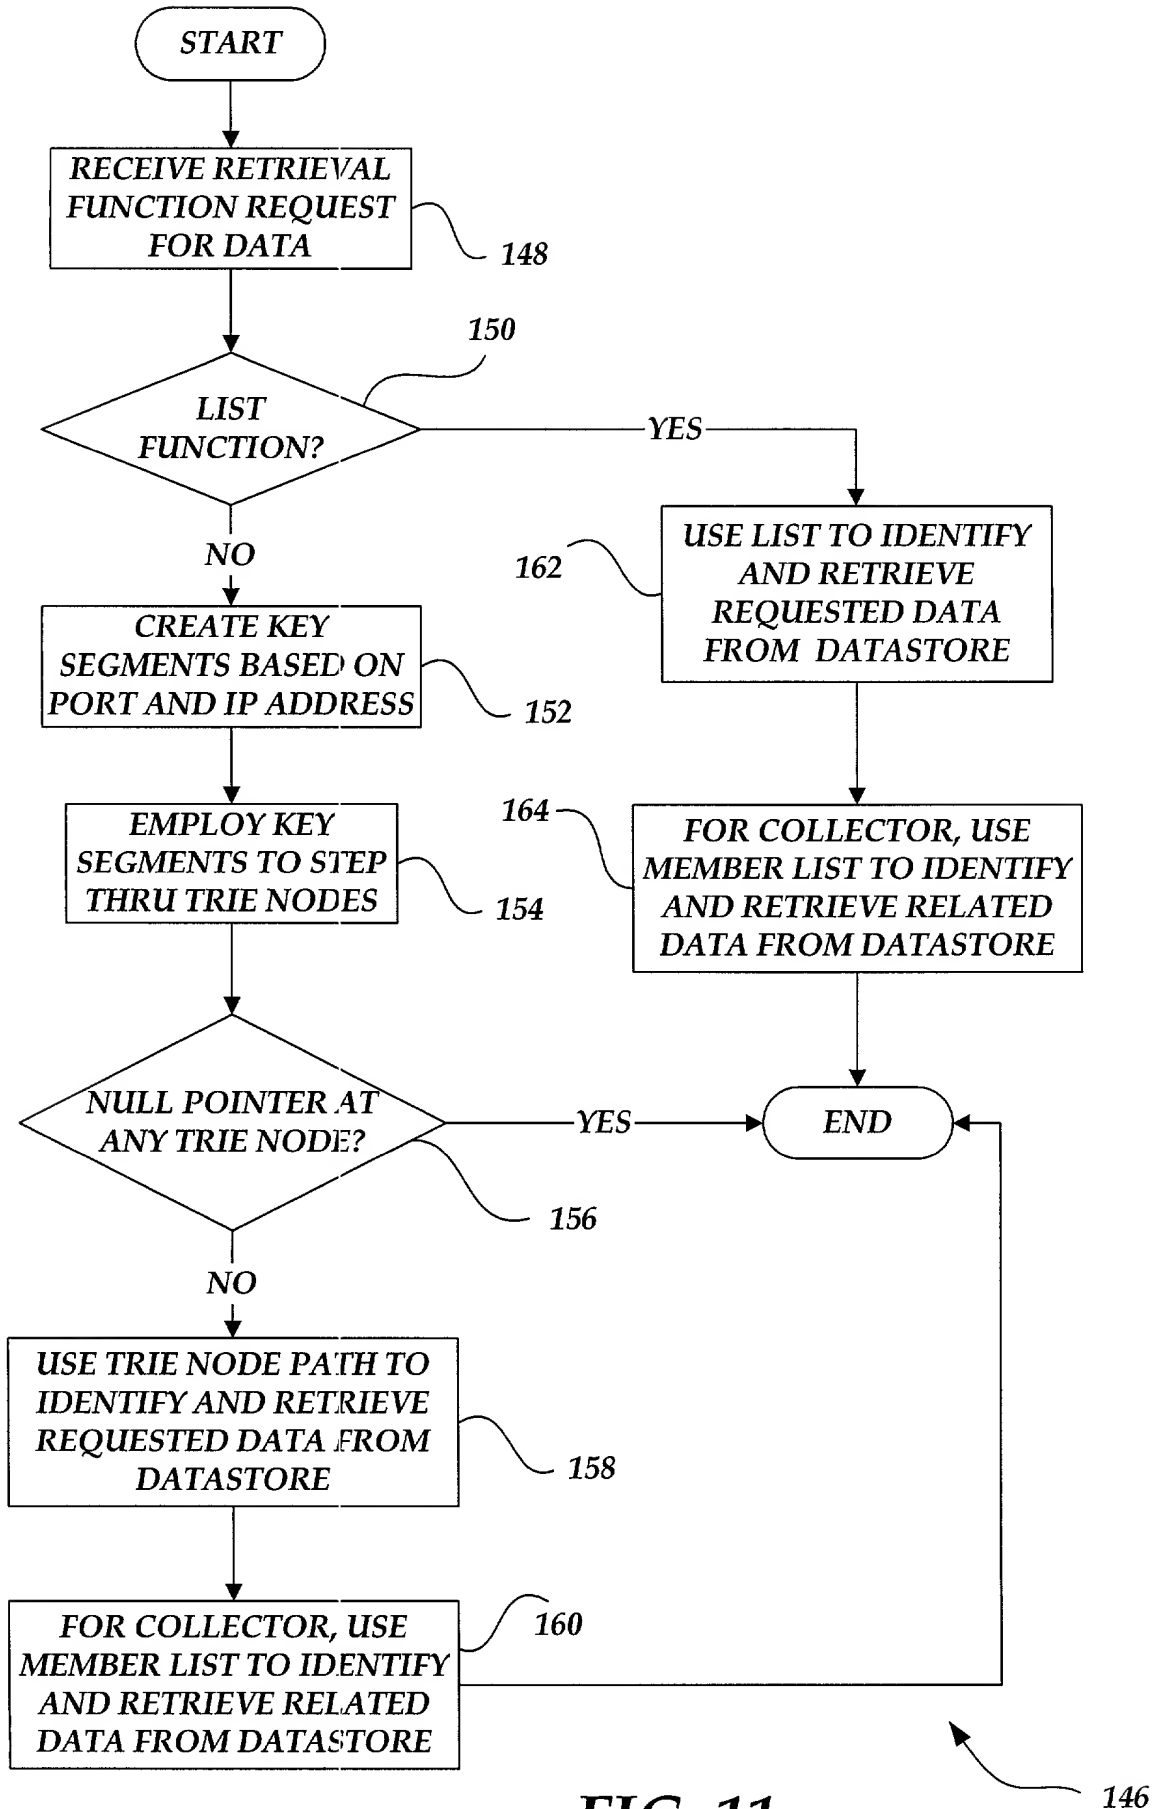 START
RECEIVE RETRIEVAL
FUNCTION REQUEST
FOR DATA
148
150
LIST
FUNCTION?
YES
NO
162
USE LIST TO IDENTIFY
AND RETRIEVE
REQUESTED DATA
FROM DATASTORE
CREATE KEY
SEGMENTS BASED ON
PORT AND IP ADDRESS
152
164
FOR COLLECTOR, USE
MEMBER LIST TO IDENTIFY
AND RETRIEVE RELATED
DATA FROM DATASTORE
EMPLOY KEY
SEGMENTS TO STEP
THRU TRIE NODES
154
NULL POINTER AT
ANY TRIE NODE?
YES
END
156
NO
USE TRIE NODE PATH TO
IDENTIFY AND RETRIEVE
REQUESTED DATA FROM
DATASTORE
158
FOR COLLECTOR, USE
MEMBER LIST TO IDENTIFY
AND RETRIEVE RELATED
DATA FROM DATASTORE
160
146
FIG. 11